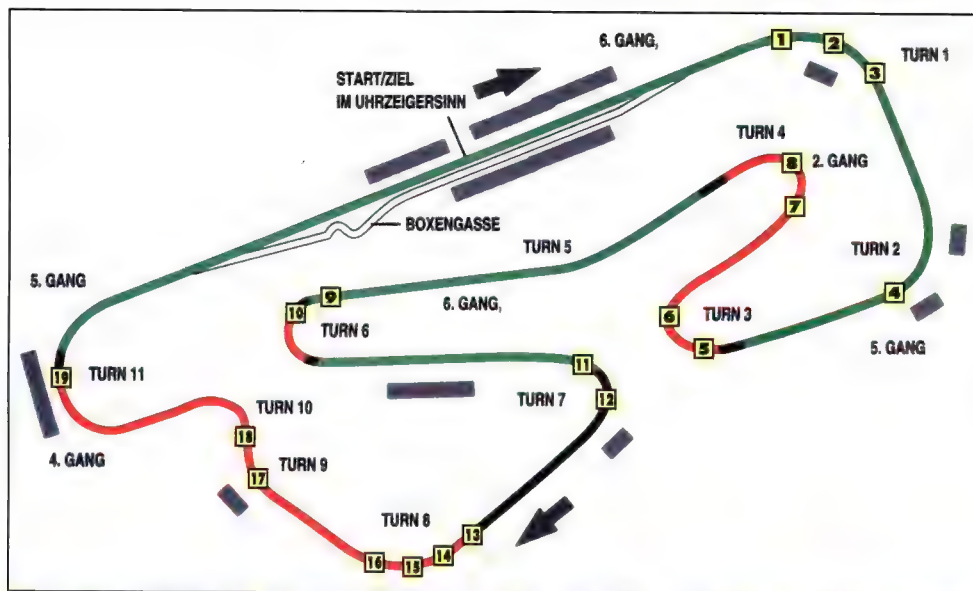 6. GANG,
1
2
3
TURN 1
START/ZIEL
IM UHRZEIGERSINN
TURN 4
8
2. GANG
7
BOXENGASSE
TURN 5
TURN 2
4
5. GANG
9
6. GANG,
10
TURN 6
6
TURN 3
5
5. GANG
11
19
TURN 11
TURN 7
12
TURN 10
18
4. GANG
17
TURN 9
TURN 8
13
14
15
16